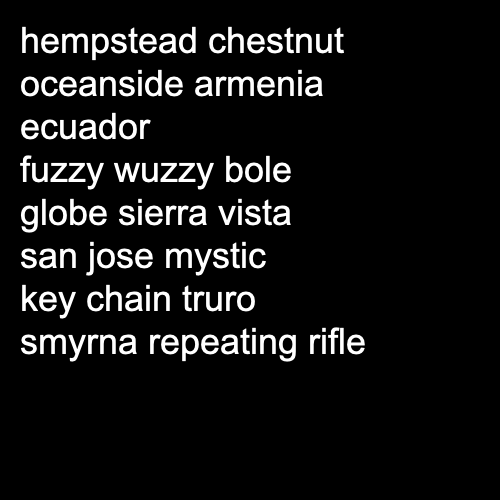 hempstead chestnut
oceanside armenia
ecuador
fuzzy wuzzy bole
globe sierra vista
san jose mystic
key chain truro
smyrna repeating rifle